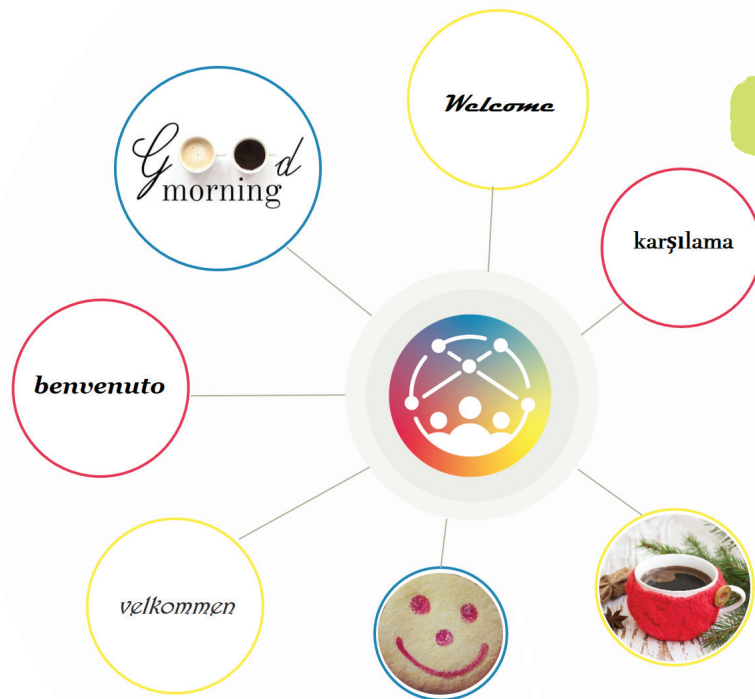 Welcome
Good
morning
karşılama
benvenuto
velkommen